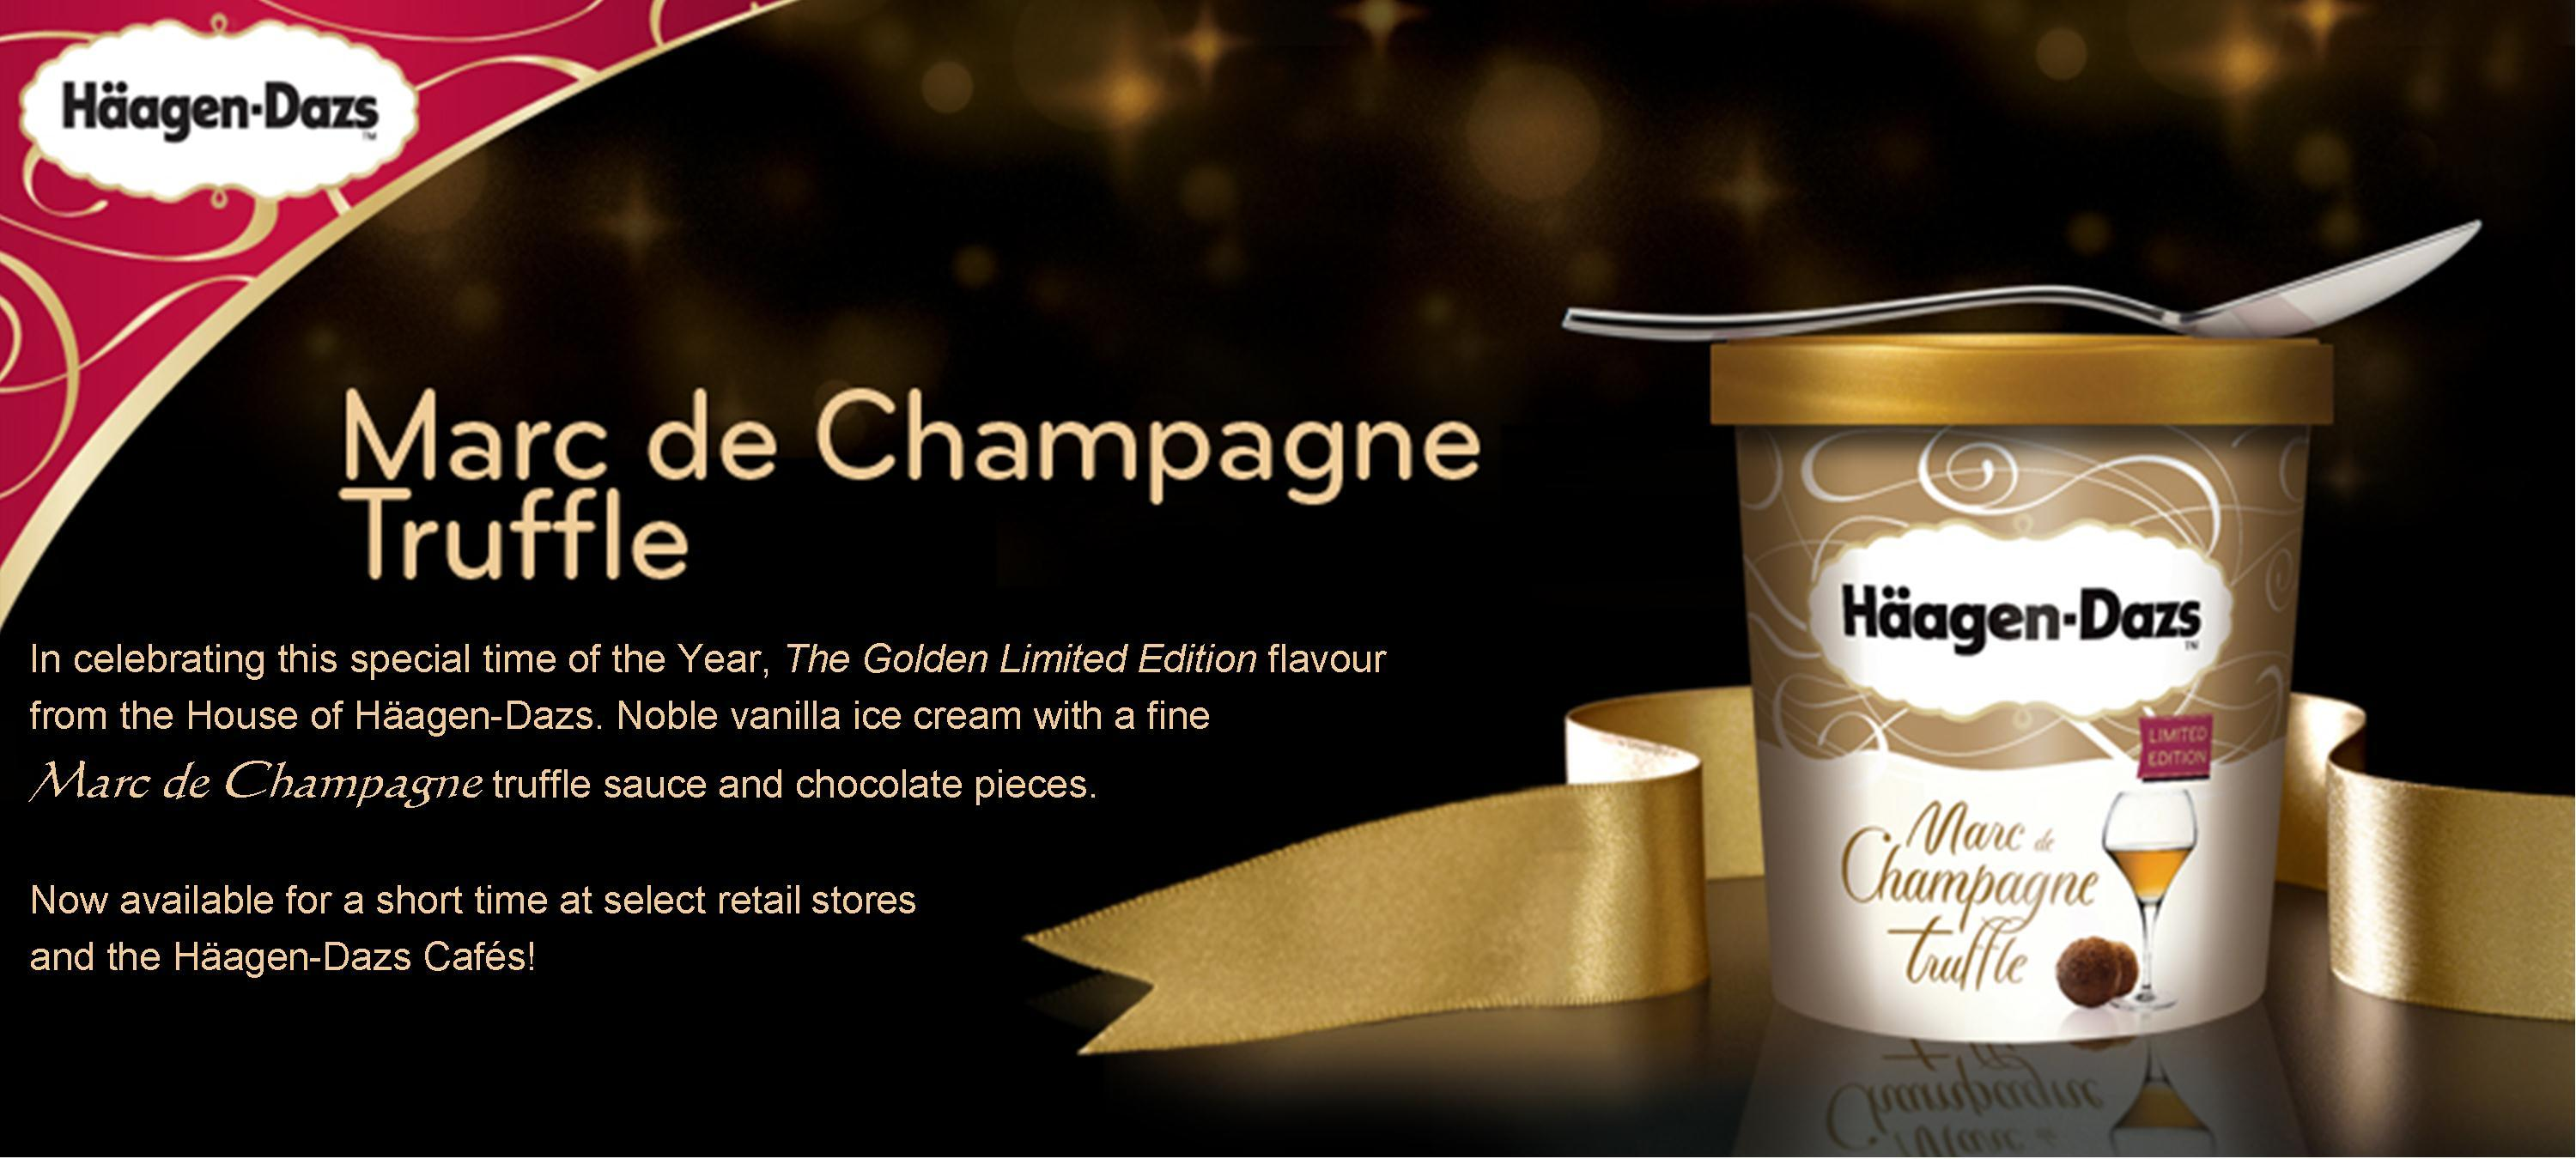 Häagen-Dazs
TM
Marc de Champagne
Truffle
In celebrating this special time of the Year, The Golden Limited Edition flavour
from the House of Häagen-Dazs. Noble vanilla ice cream with a fine
Marc de Champagne truffle sauce and chocolate pieces.
Now available for a short time at select retail stores
and the Häagen-Dazs Cafés!
Häagen-Dazs
TM
LIMITED
EDITION
Marc de
Champagne
truffle